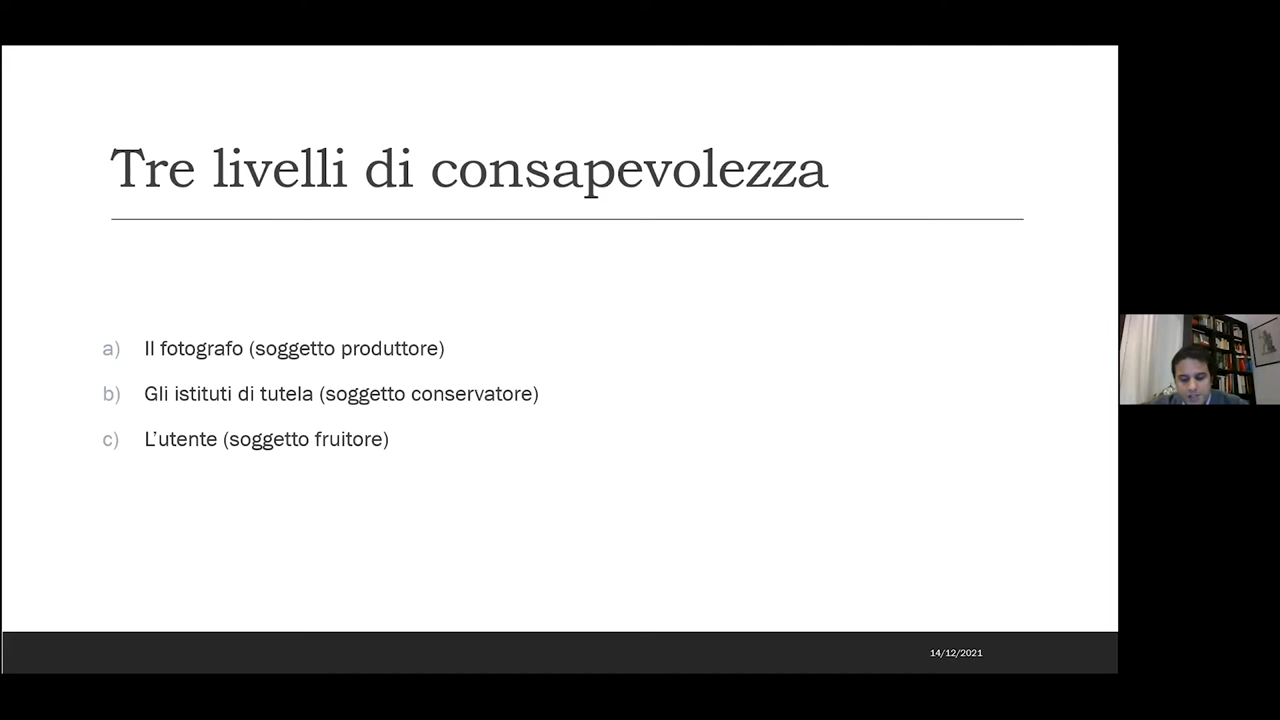 Tre livelli di consapevolezza
a) Il fotografo (soggetto produttore)
b) Gli istituti di tutela (soggetto conservatore)
c) L’utente (soggetto fruitore)
14/12/2021